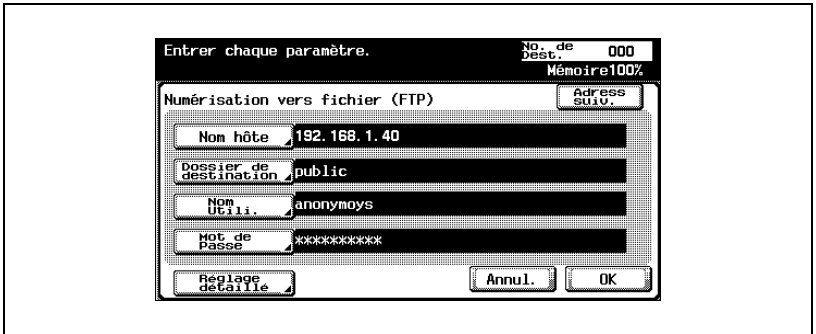 Entrer chaque paramètre.
No. de Dest. 000
Mémoire100%
Numérisation vers fichier (FTP)
Adress suiv.
Nom hôte 192.168.1.40
Dossier de destination public
Nom Utili. anonymoys
Mot de Passe **********
Réglage détaillé
Annul. OK